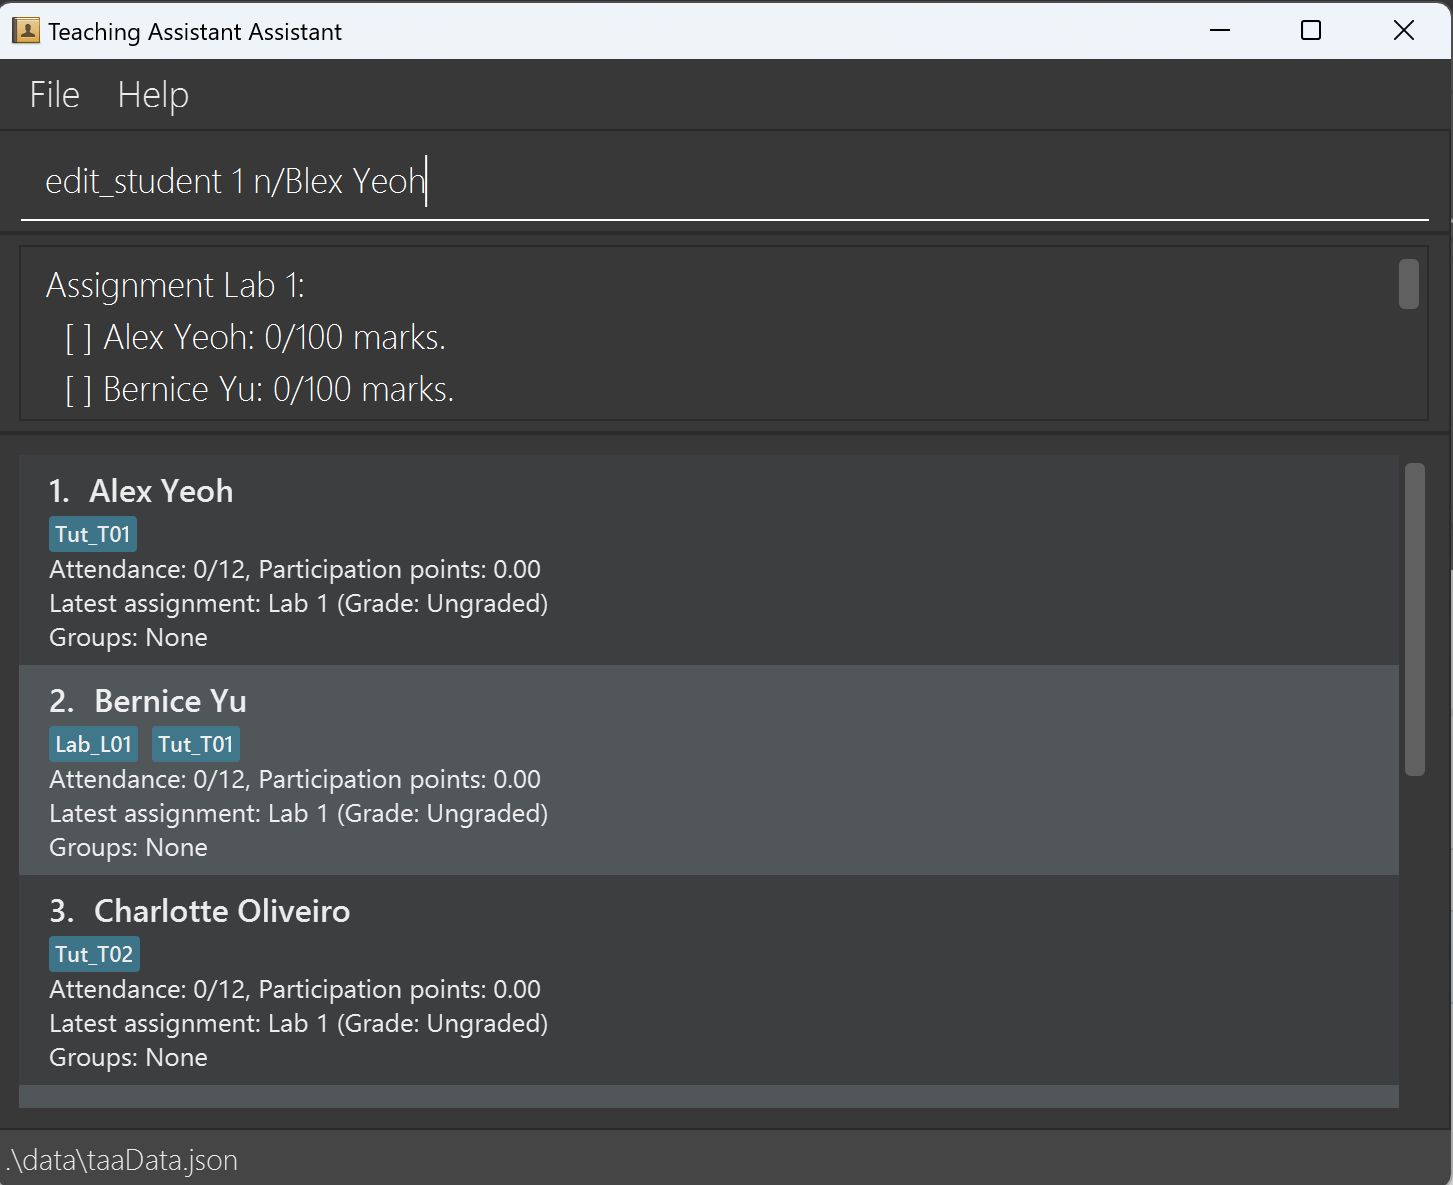 Teaching Assistant Assistant
File Help
edit_student 1 n/Blex Yeoh
Assignment Lab 1:
[ ] Alex Yeoh: 0/100 marks.
[ ] Bernice Yu: 0/100 marks.
1. Alex Yeoh
Tut_T01
Attendance: 0/12, Participation points: 0.00
Latest assignment: Lab 1 (Grade: Ungraded)
Groups: None
2. Bernice Yu
Lab_L01 Tut_T01
Attendance: 0/12, Participation points: 0.00
Latest assignment: Lab 1 (Grade: Ungraded)
Groups: None
3. Charlotte Oliveiro
Tut_T02
Attendance: 0/12, Participation points: 0.00
Latest assignment: Lab 1 (Grade: Ungraded)
Groups: None
.\data\taaData.json